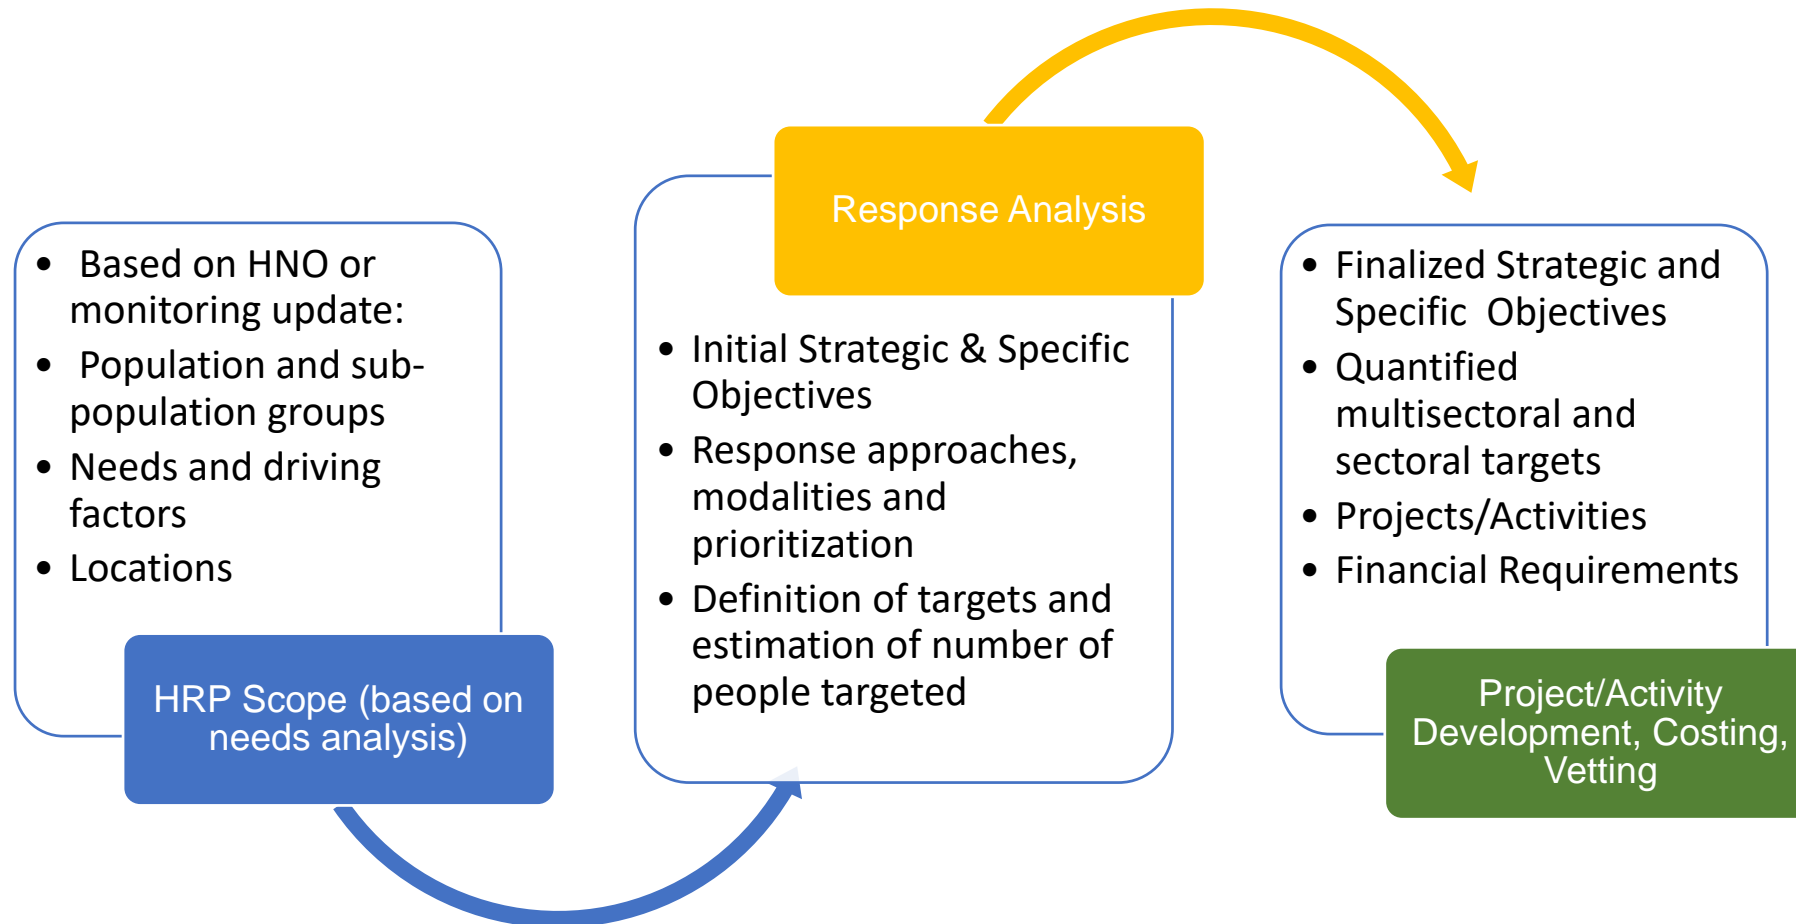 • Based on HNO or
monitoring update:
• Population and sub-
population groups
• Needs and driving
factors
• Locations
HRP Scope (based on
needs analysis)
Response Analysis
• Initial Strategic & Specific
Objectives
• Response approaches,
modalities and
prioritization
• Definition of targets and
estimation of number of
people targeted
• Finalized Strategic and
Specific Objectives
• Quantified
multisectoral and
sectoral targets
• Projects/Activities
• Financial Requirements
Project/Activity
Development, Costing,
Vetting